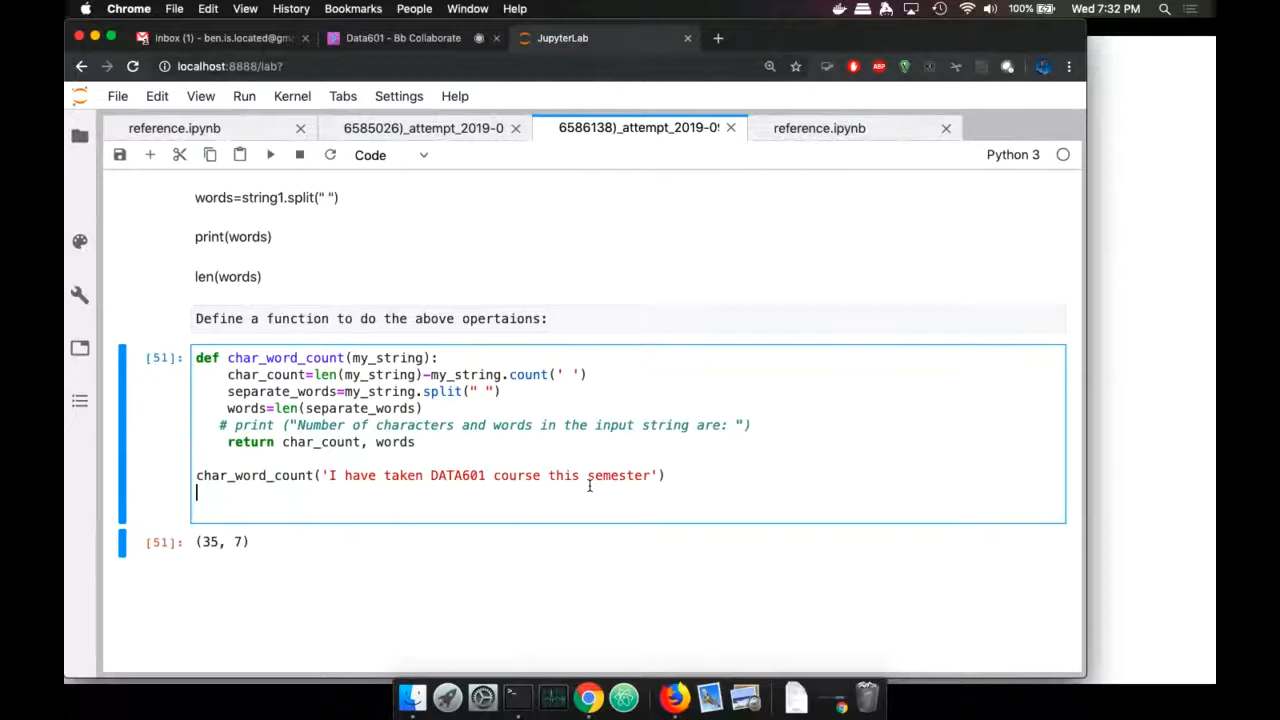 Chrome File Edit View History Bookmarks People Window Help 100% Wed 7:32 PM
Inbox (1) - ben.is.located@gm Data601 - Bb Collaborate JupyterLab
localhost:8888/lab? ABP
File Edit View Run Kernel Tabs Settings Help
reference.ipynb 6585026)_attempt_2019-0 6586138)_attempt_2019-09 reference.ipynb
Code Python 3
words=string1.split(" ")
print(words)
len(words)
Define a function to do the above opertaions:
[51]: def char_word_count(my_string):
char_count=len(my_string)-my_string.count(' ')
separate_words=my_string.split(" ")
words=len(separate_words)
# print ("Number of characters and words in the input string are: ")
return char_count, words
char_word_count('I have taken DATA601 course this semester')
[51]: (35, 7)